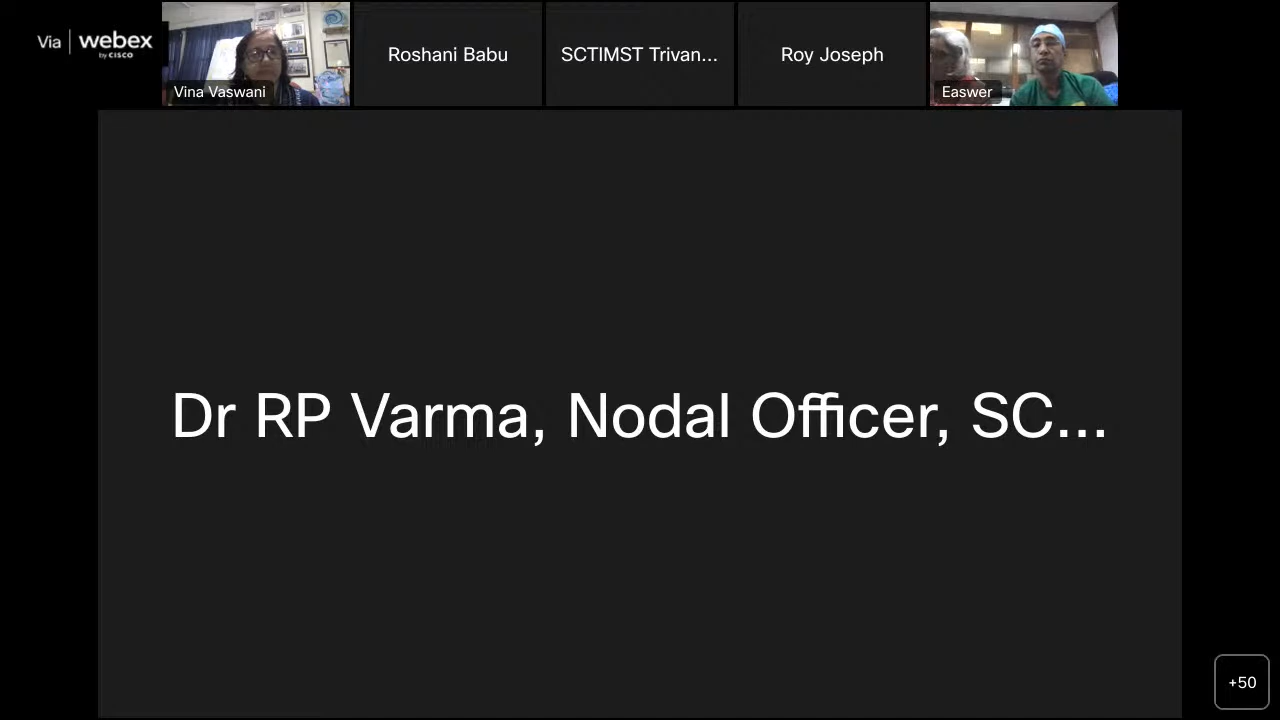 Via webex
by CISCO
Vina Vaswani
Roshani Babu
SCTIMST Trivan...
Roy Joseph
Easwer
Dr RP Varma, Nodal Officer, SC...
+50